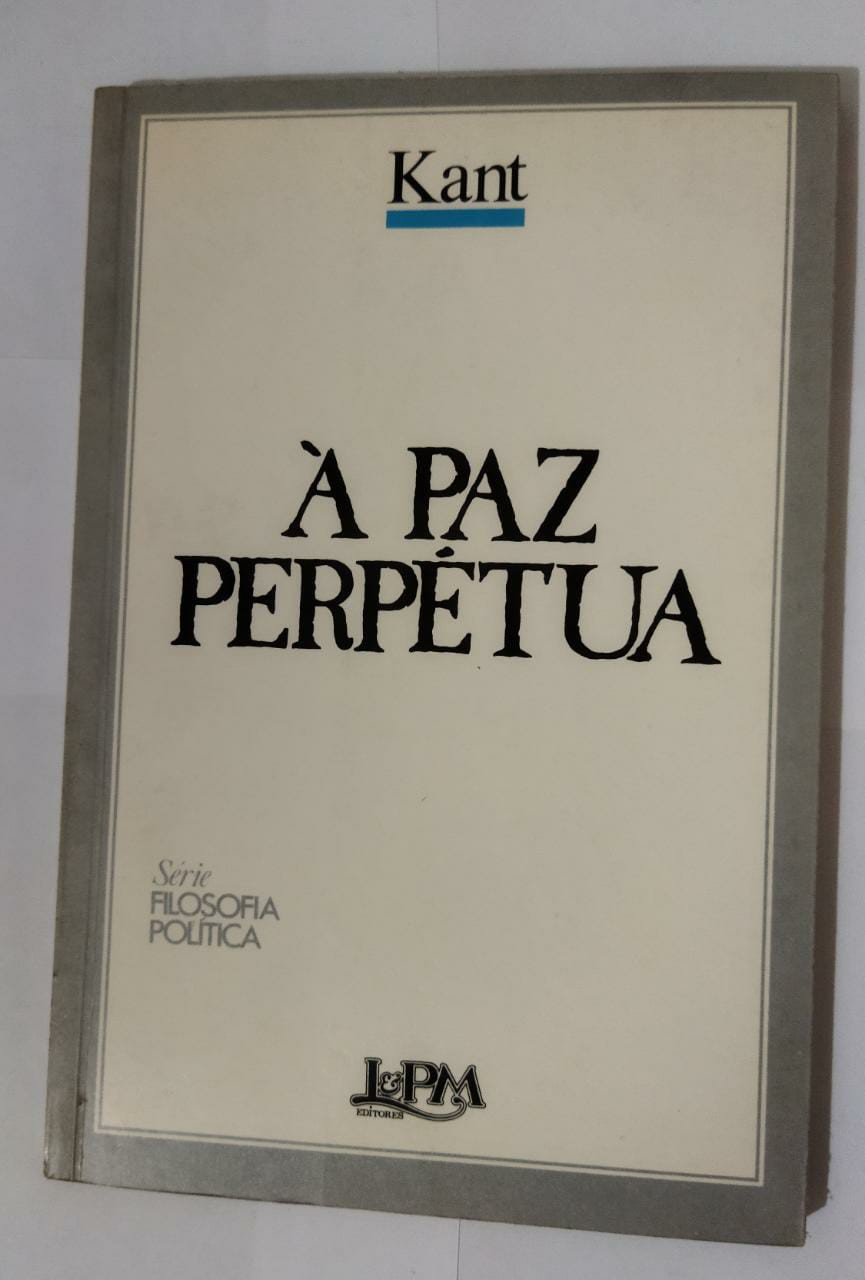 Kant
À PAZ
PERPÉTUA
Série
FILOSOFIA
POLÍTICA
L&PM
EDITORES